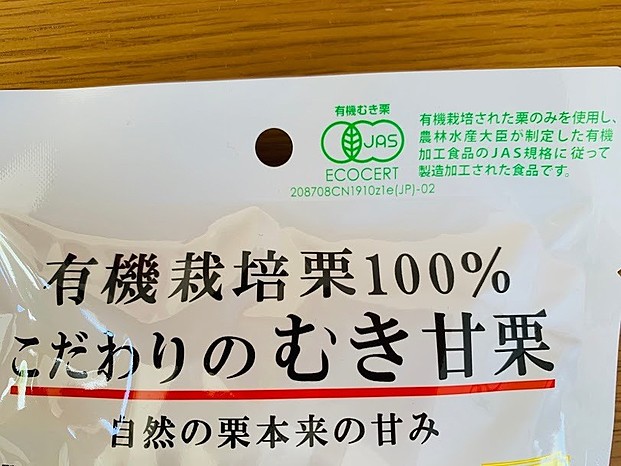 有機むき栗
JAS
ECOCERT
208708CN1910z1e(JP)-02
有機栽培された栗のみを使用し、
農林水産大臣が制定した有機
加工食品のJAS規格に従って
製造加工された食品です。
有機栽培栗100%
こだわりのむき甘栗
自然の栗本来の甘み